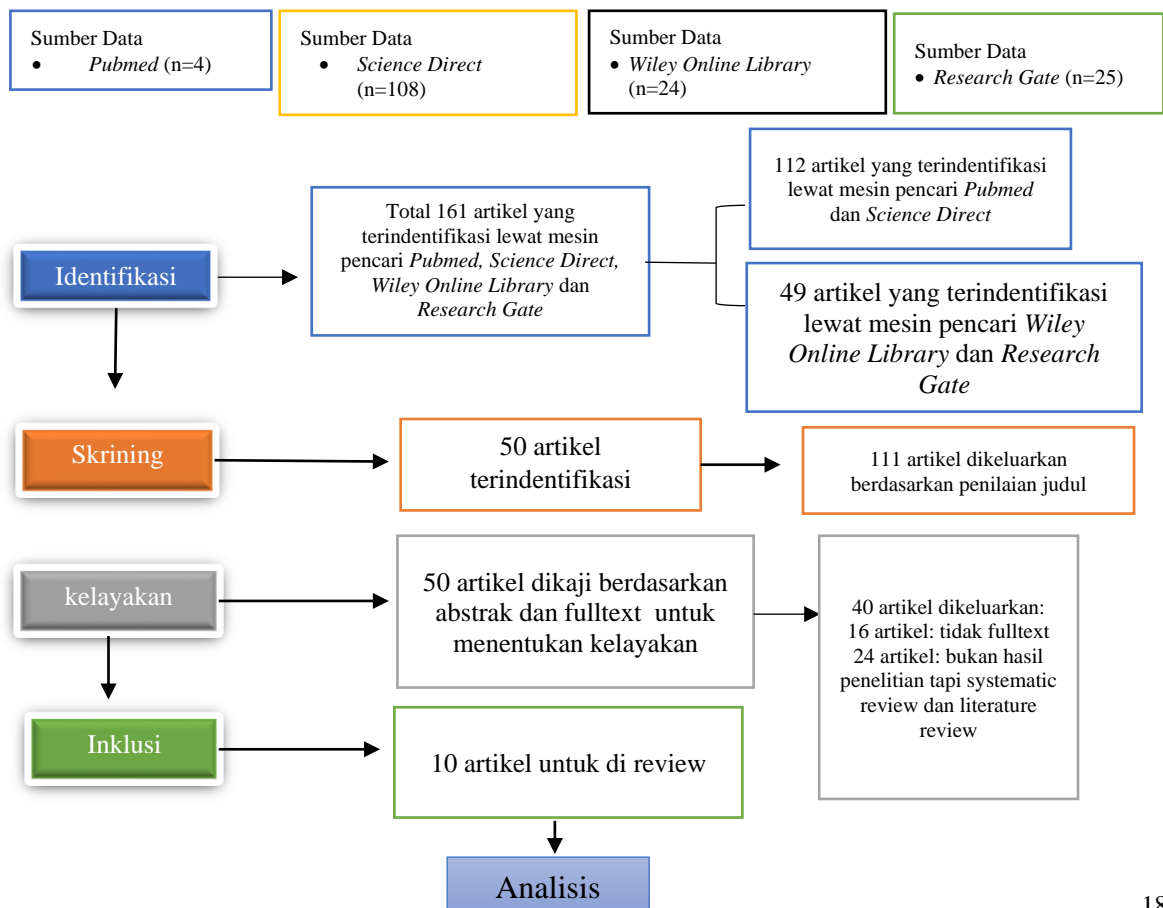 Sumber Data
• Pubmed (n=4)
Sumber Data
• Science Direct
(n=108)
Sumber Data
• Wiley Online Library
(n=24)
Sumber Data
• Research Gate (n=25)
Identifikasi
Total 161 artikel yang
terindentifikasi lewat mesin
pencari Pubmed, Science Direct,
Wiley Online Library dan
Research Gate
112 artikel yang terindentifikasi
lewat mesin pencari Pubmed
dan Science Direct
49 artikel yang terindentifikasi
lewat mesin pencari Wiley
Online Library dan Research
Gate
Skrining
50 artikel
terindentifikasi
111 artikel dikeluarkan
berdasarkan penilaian judul
kelayakan
50 artikel dikaji berdasarkan
abstrak dan fulltext untuk
menentukan kelayakan
40 artikel dikeluarkan:
16 artikel: tidak fulltext
24 artikel: bukan hasil
penelitian tapi systematic
review dan literature
review
Inklusi
10 artikel untuk di review
Analisis
18